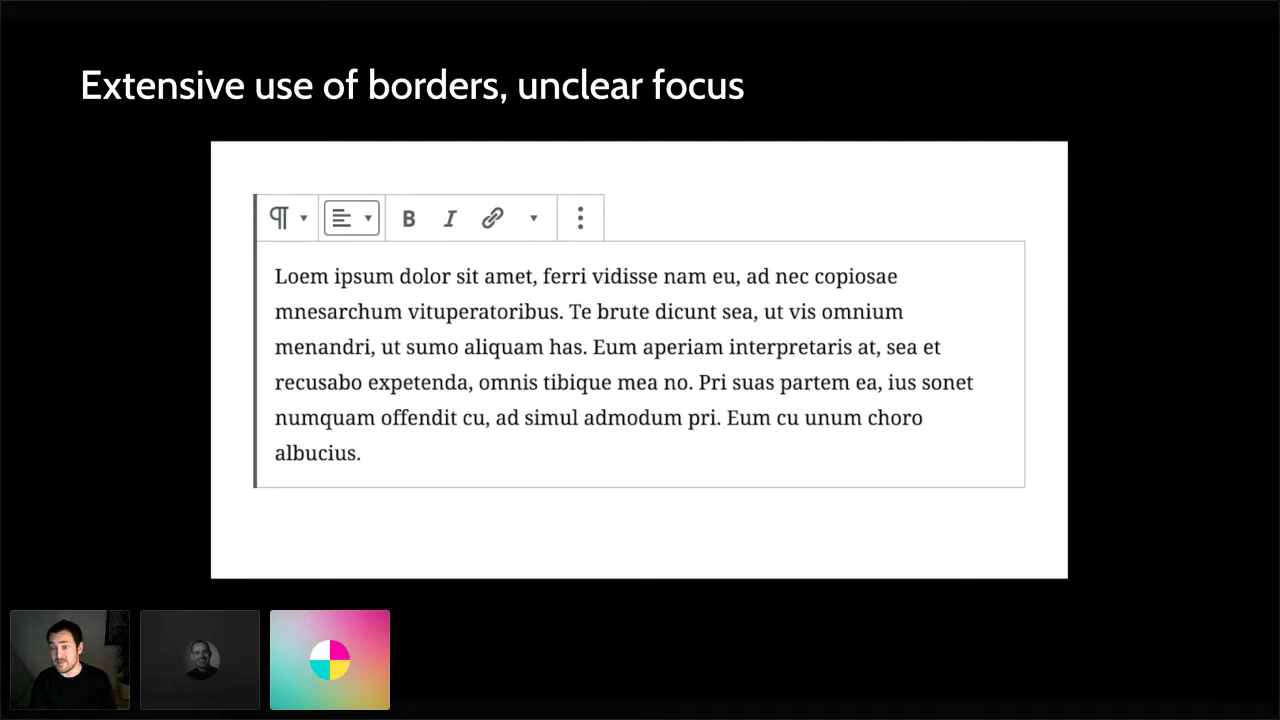 Extensive use of borders, unclear focus
B I
Loem ipsum dolor sit amet, ferri vidisse nam eu, ad nec copiosae
mnesarchum vituperatoribus. Te brute dicunt sea, ut vis omnium
menandri, ut sumo aliquam has. Eum aperiam interpretaris at, sea et
recusabo expetenda, omnis tibique mea no. Pri suas partem ea, ius sonet
numquam offendit cu, ad simul admodum pri. Eum cu unum choro
albucius.